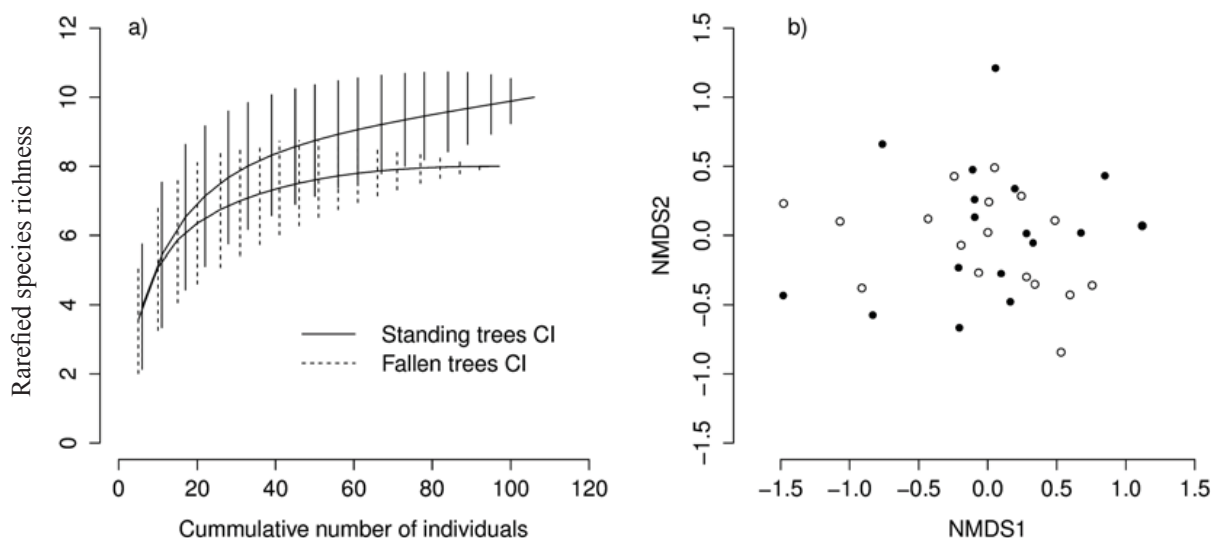 a)
Rarefied species richness
12
10
8
6
4
2
0
Standing trees CI
Fallen trees CI
0 20 40 60 80 100 120
Cummulative number of individuals
b)
NMDS2
1.5
1.0
0.5
0.0
−0.5
−1.0
−1.5
−1.5 −1.0 −0.5 0.0 0.5 1.0 1.5
NMDS1